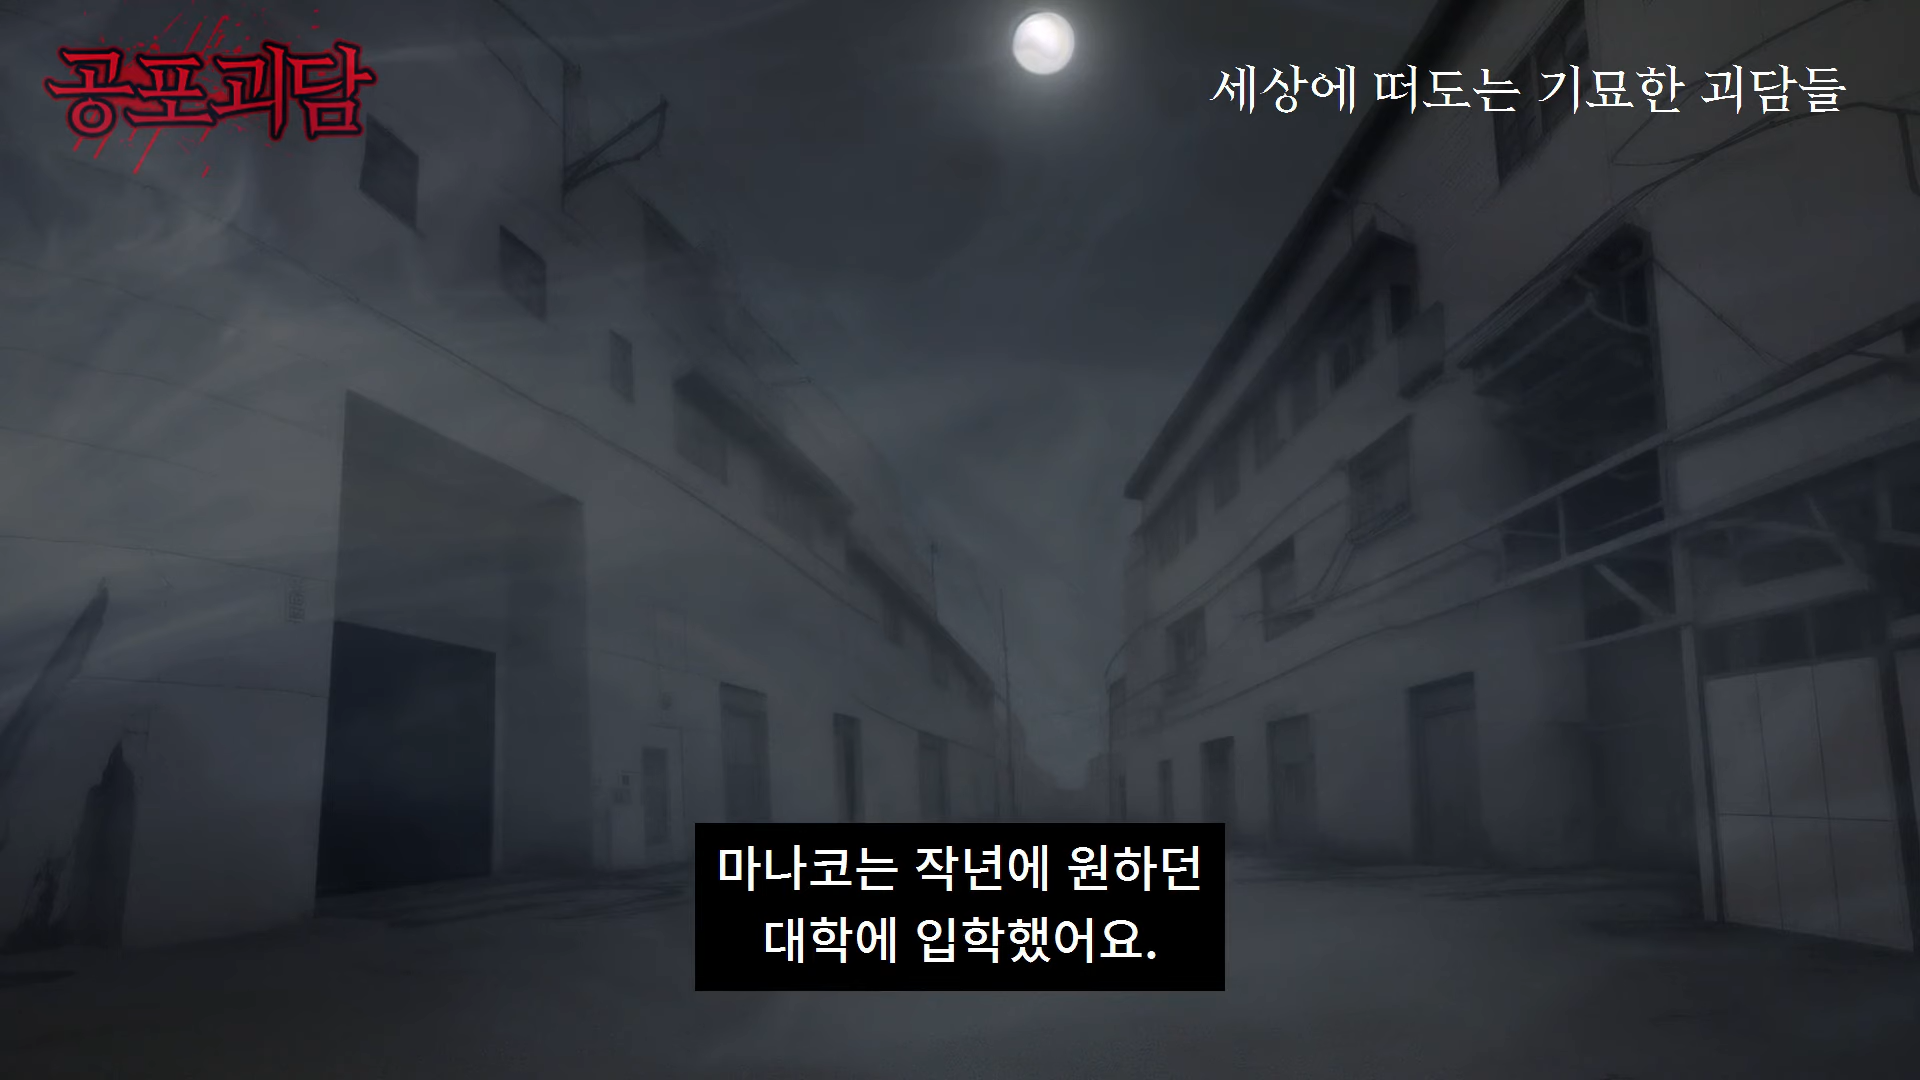 공포괴담
세상에 떠도는 기묘한 괴담들
마나코는 작년에 원하던
대학에 입학했어요.